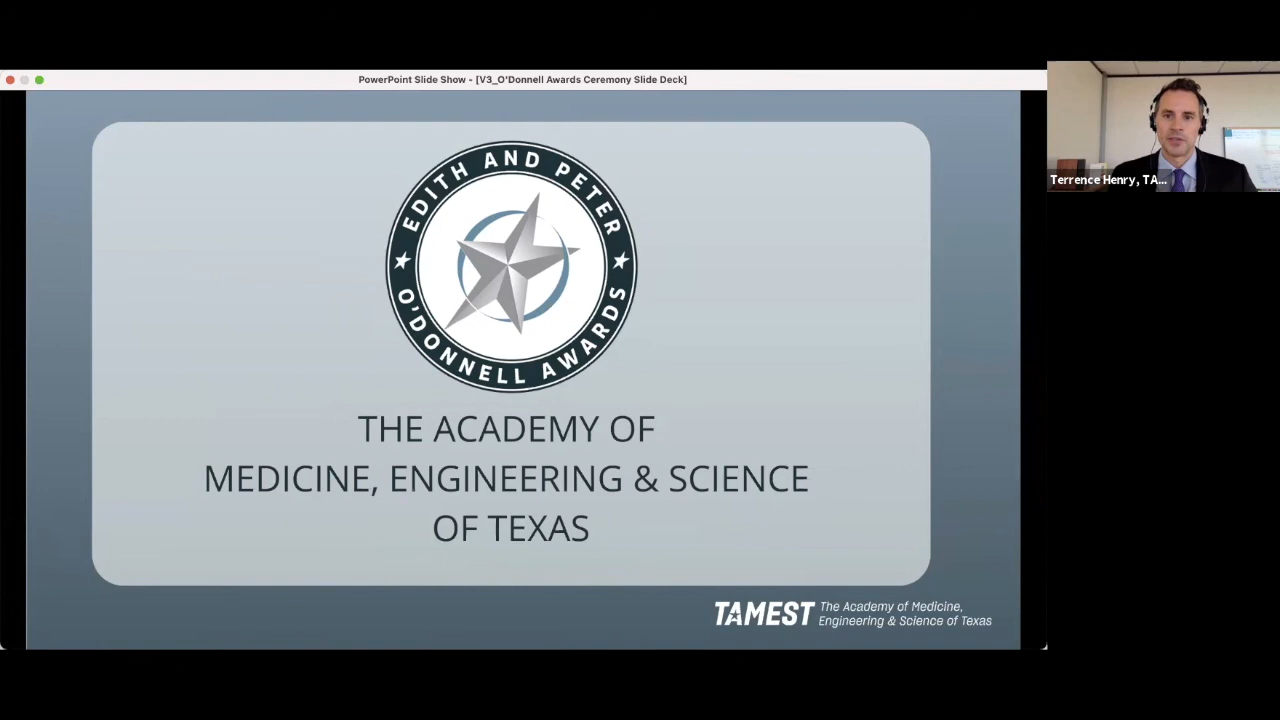 PowerPoint Slide Show - [V3_O'Donnell Awards Ceremony Slide Deck]
EDITH AND PETER
O'DONNELL AWARDS
THE ACADEMY OF
MEDICINE, ENGINEERING & SCIENCE
OF TEXAS
TAMEST The Academy of Medicine,
Engineering & Science of Texas
Terrence Henry, TA...